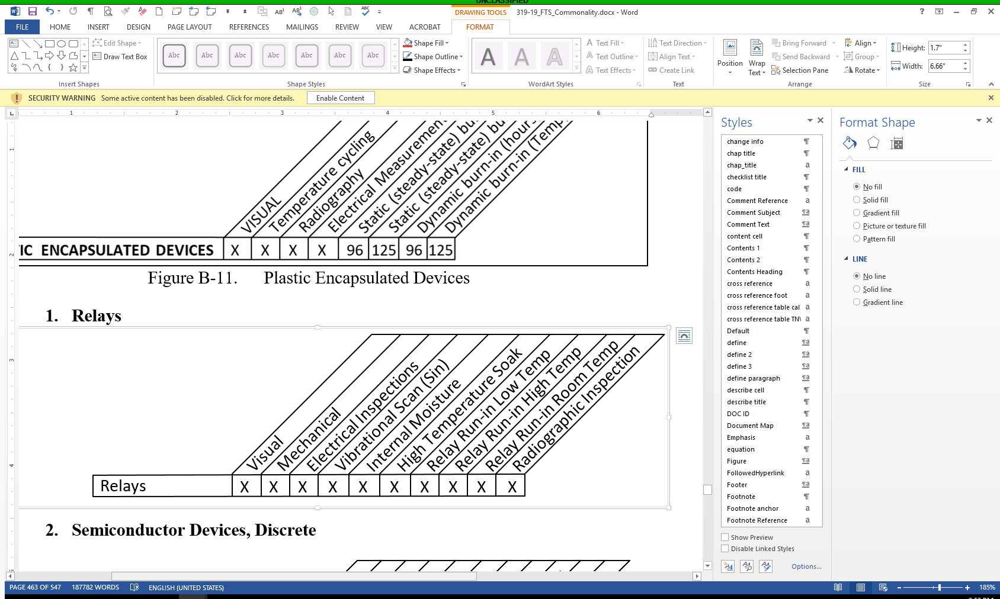 UNCLASSIFIED
DRAWING TOOLS
319-19_FTS_Commonality.docx - Word
FILE HOME INSERT DESIGN PAGE LAYOUT REFERENCES MAILINGS REVIEW VIEW ACROBAT FORMAT
Edit Shape
Draw Text Box
Insert Shapes
Abc Abc Abc Abc Abc Abc Abc
Shape Fill
Shape Outline
Shape Effects
Shape Styles
A A A
Text Fill
Text Outline
Text Effects
WordArt Styles
Text Direction
Align Text
Create Link
Text
Position
Wrap
Text
Bring Forward
Send Backward
Selection Pane
Align
Group
Rotate
Arrange
Height: 1.7"
Width: 6.66"
Size
SECURITY WARNING Some active content has been disabled. Click for more details. Enable Content
1 2 3 4 5 6
VISUAL
Temperature cycling
Radiography
Electrical Measurement
Static (steady-state) bu
Static (steady-state) bu
Dynamic burn-in (hours
Dynamic burn-in (Temp
TIC ENCAPSULATED DEVICES X X X X 96 125 96 125
Figure B-11. Plastic Encapsulated Devices
1. Relays
Visual
Mechanical
Electrical Inspections
Vibrational Scan (Sin)
Internal Moisture
High Temperature Soak
Relay Run-in Low Temp
Relay Run-in High Temp
Relay Run-in Room Temp
Radiographic Inspection
Relays X X X X X X X X X X
2. Semiconductor Devices, Discrete
Styles
change info ¶
chap title ¶
chap_title a
checklist title ¶
code ¶
Comment Reference a
Comment Subject ¶a
Comment Text ¶a
content cell ¶
Contents 1 ¶
Contents 2 ¶
Contents Heading ¶
cross reference a
cross reference foot a
cross reference table cal a
cross reference table TN a
Default ¶
define ¶a
define 2 ¶a
define 3 ¶a
define paragraph ¶a
describe cell ¶
describe title ¶
DOC ID ¶
Document Map ¶a
Emphasis a
equation ¶
Figure ¶a
FollowedHyperlink a
Footer ¶a
Footnote ¶
Footnote anchor a
Footnote Reference a
Show Preview
Disable Linked Styles
Options...
Format Shape
FILL
No fill
Solid fill
Gradient fill
Picture or texture fill
Pattern fill
LINE
No line
Solid line
Gradient line
PAGE 463 OF 547 187782 WORDS ENGLISH (UNITED STATES) 185%